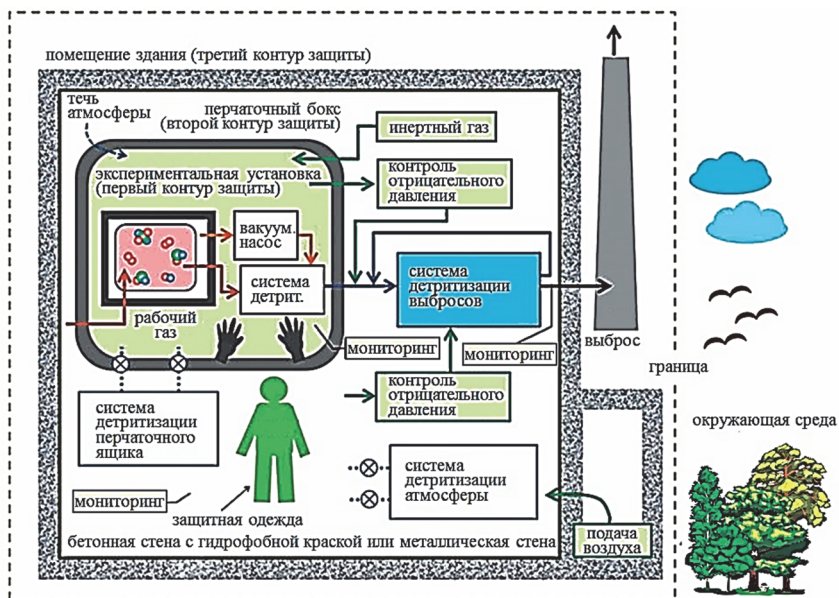 помещение здания (третий контур защиты)
течь
атмосферы
перчаточный бокс
(второй контур защиты)
инертный газ
экспериментальная установка
(первый контур защиты)
контроль
отрицательного
давления
вакуум.
насос
система
детрит.
система
детритизации
выбросов
рабочий
газ
мониторинг
мониторинг
выброс
граница
система
детритизации
перчаточного
ящика
контроль
отрицательного
давления
окружающая среда
система
детритизации
атмосферы
мониторинг
защитная одежда
подача
воздуха
бетонная стена с гидрофобной краской или металлическая стена